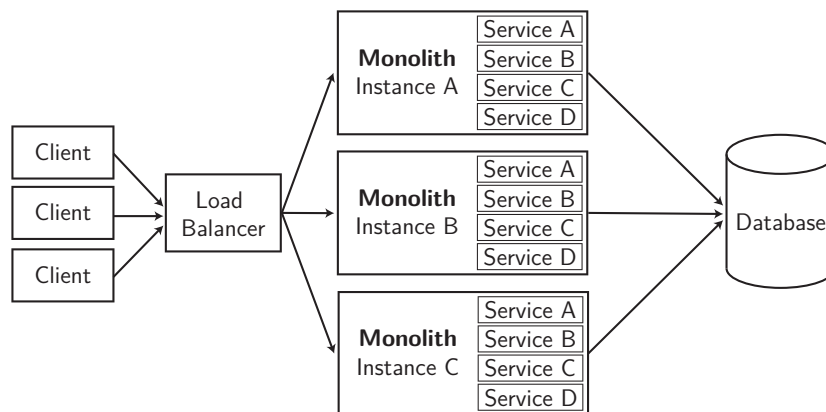 Client
Client
Client
Load
Balancer
Monolith
Instance A
Service A
Service B
Service C
Service D
Monolith
Instance B
Service A
Service B
Service C
Service D
Monolith
Instance C
Service A
Service B
Service C
Service D
Database